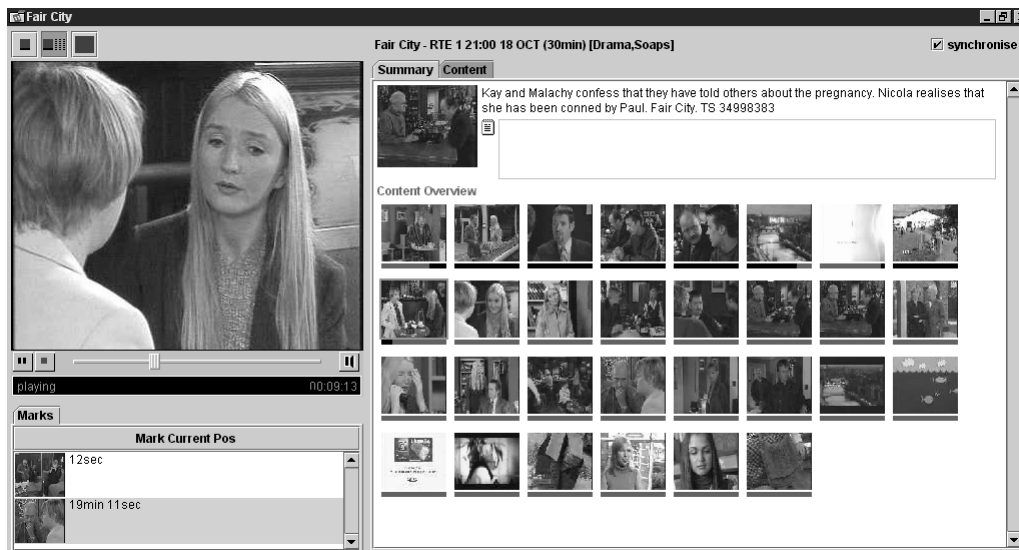 Fair City
Fair City - RTE 1 21:00 18 OCT (30min) [Drama,Soaps]
synchronise
Summary
Content
Kay and Malachy confess that they have told others about the pregnancy. Nicola realises that
she has been conned by Paul. Fair City. TS 34998383
Content Overview
playing
00:09:13
Marks
Mark Current Pos
12sec
19min 11sec